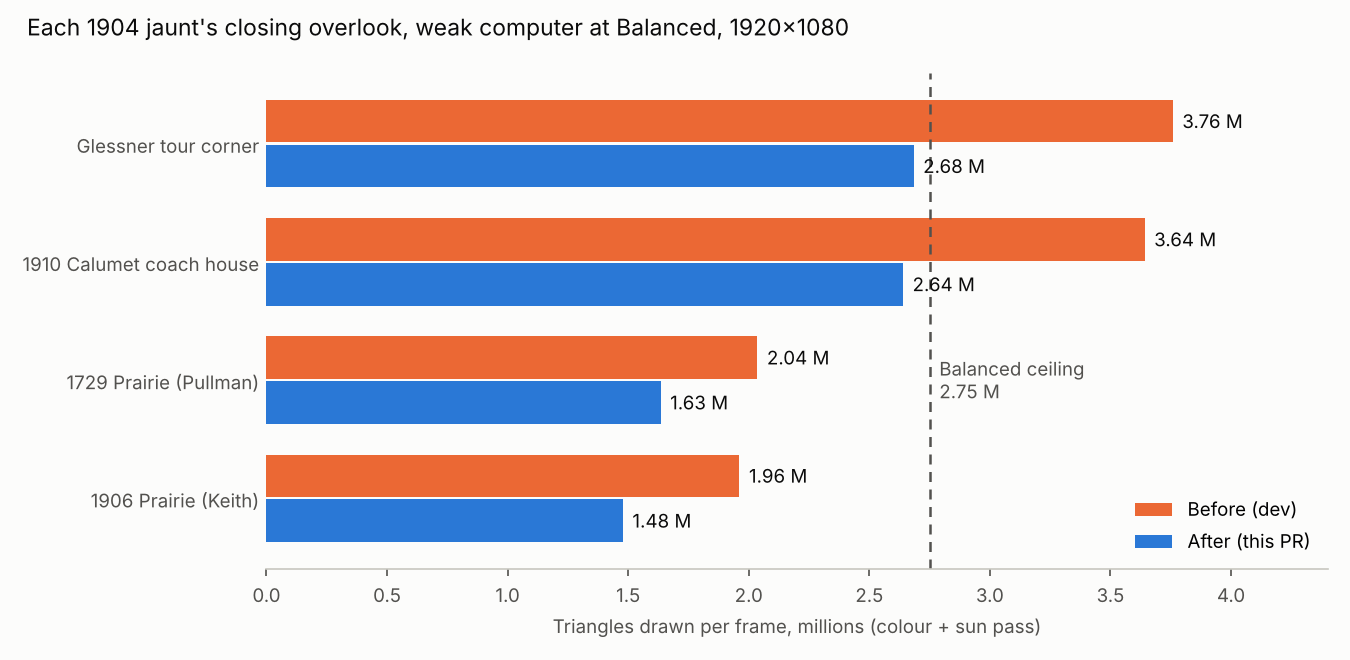 Each 1904 jaunt's closing overlook, weak computer at Balanced, 1920×1080
Glessner tour corner
3.76 M
2.68 M
1910 Calumet coach house
3.64 M
2.64 M
1729 Prairie (Pullman)
2.04 M
1.63 M
Balanced ceiling
2.75 M
1906 Prairie (Keith)
1.96 M
1.48 M
Before (dev)
After (this PR)
0.0 0.5 1.0 1.5 2.0 2.5 3.0 3.5 4.0
Triangles drawn per frame, millions (colour + sun pass)